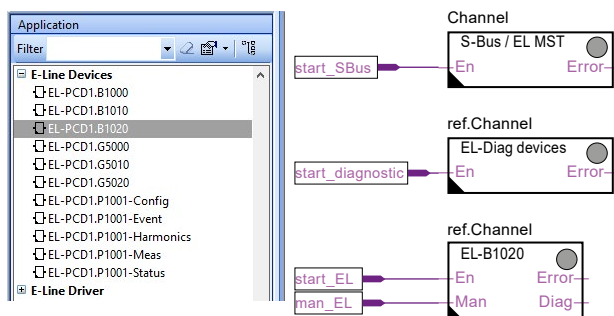 Application
Filter
E-Line Devices
EL-PCD1.B1000
EL-PCD1.B1010
EL-PCD1.B1020
EL-PCD1.G5000
EL-PCD1.G5010
EL-PCD1.G5020
EL-PCD1.P1001-Config
EL-PCD1.P1001-Event
EL-PCD1.P1001-Harmonics
EL-PCD1.P1001-Meas
EL-PCD1.P1001-Status
E-Line Driver
Channel
S-Bus / EL MST
start_SBus
En Error
ref.Channel
EL-Diag devices
start_diagnostic
En Error
ref.Channel
EL-B1020
start_EL
En Error
man_EL
Man Diag